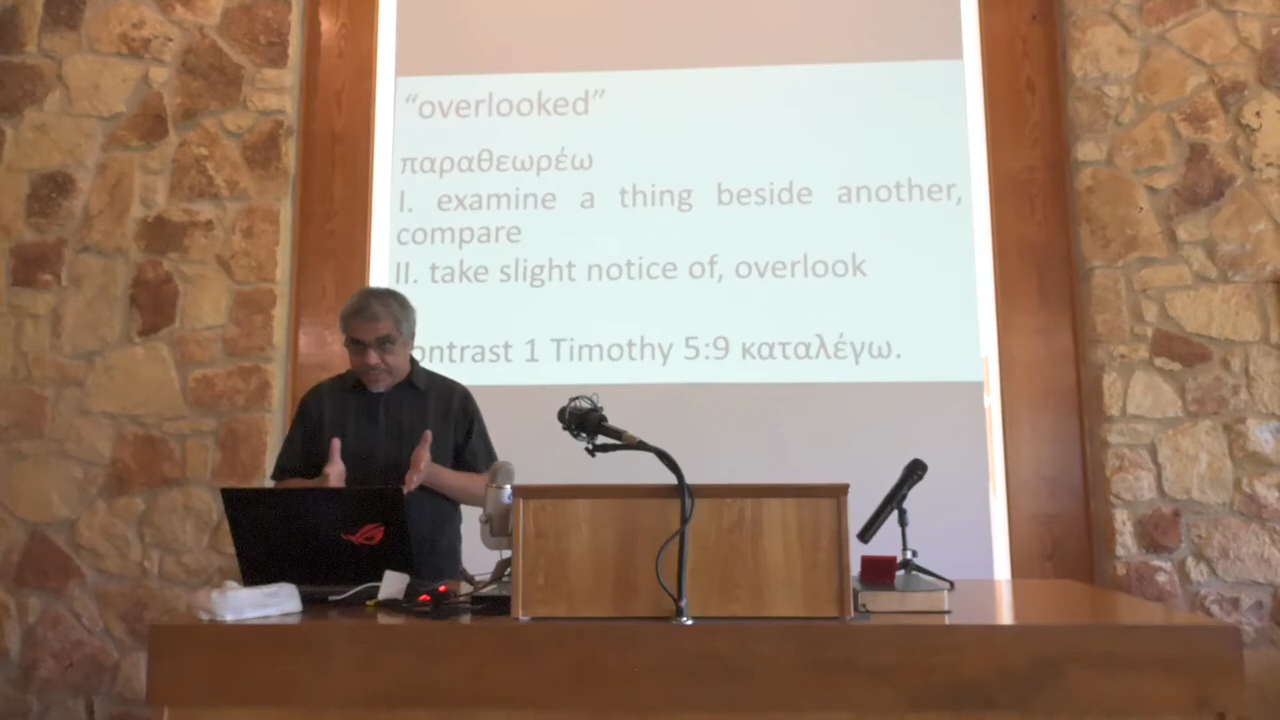 “overlooked”
παραθεωρέω
I. examine a thing beside another,
compare
II. take slight notice of, overlook
ontrast 1 Timothy 5:9 καταλέγω.